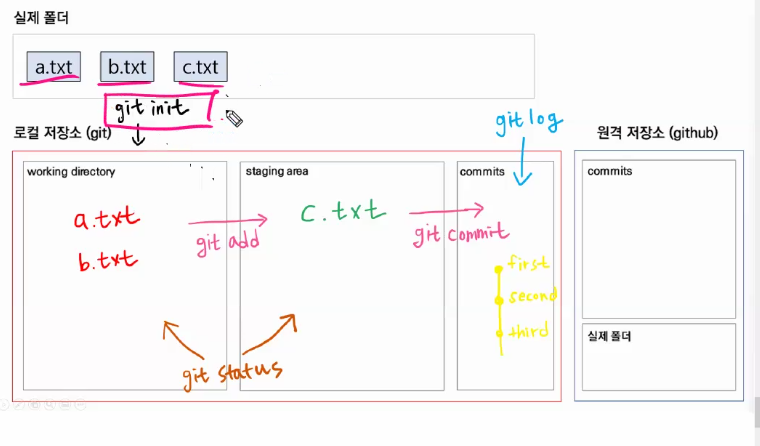 실제 폴더
a.txt b.txt c.txt
git init
로컬 저장소 (git)
git log
원격 저장소 (github)
working directory
staging area
commits
commits
a.txt
b.txt
git add
c.txt
git commit
first
second
third
git status
실제 폴더